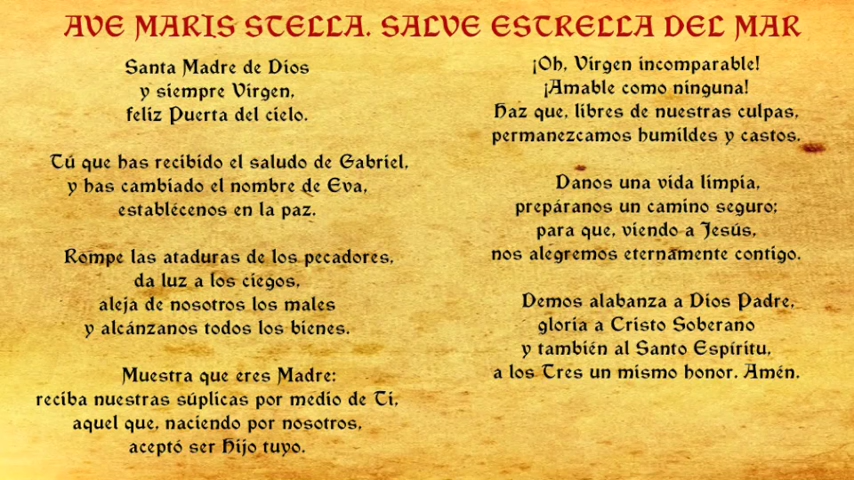 AVE MARIS STELLA. SALVE ESTRELLA DEL MAR
Santa Madre de Dios
y siempre Virgen,
feliz Puerta del cielo.
Tú que has recibido el saludo de Gabriel,
y has cambiado el nombre de Eva,
establécenos en la paz.
Rompe las ataduras de los pecadores,
da luz a los ciegos,
aleja de nosotros los males
y alcánzanos todos los bienes.
Muestra que eres Madre:
reciba nuestras súplicas por medio de Ti,
aquel que, naciendo por nosotros,
aceptó ser Hijo tuyo.
¡Oh, Virgen incomparable!
¡Amable como ninguna!
Haz que, libres de nuestras culpas,
permanezcamos humildes y castos.
Danos una vida limpia,
prepáranos un camino seguro;
para que, viendo a Jesús,
nos alegremos eternamente contigo.
Demos alabanza a Dios Padre,
gloria a Cristo Soberano
y también al Santo Espíritu,
a los Tres un mismo honor. Amén.